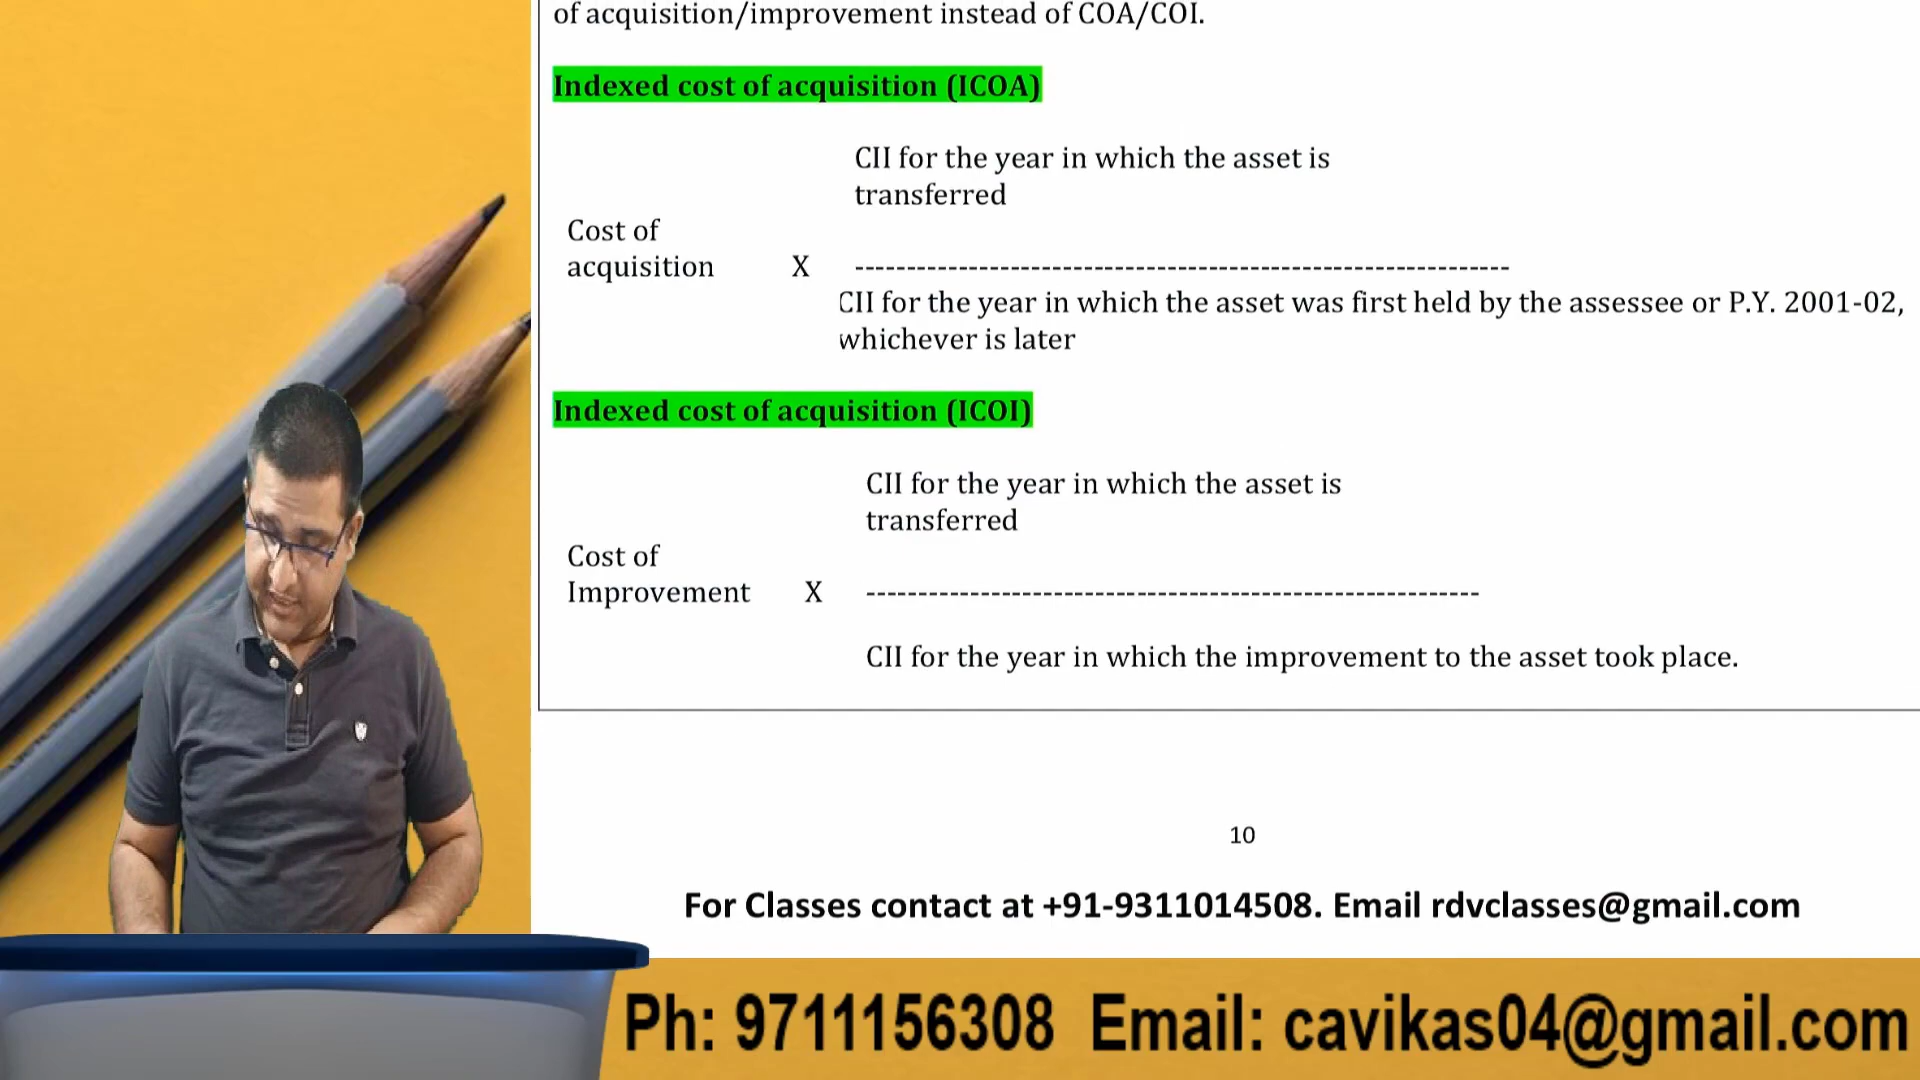 of acquisition/improvement instead of COA/COI.
Indexed cost of acquisition (ICOA)
CII for the year in which the asset is
transferred
Cost of
acquisition X ---------------------------------------------------------------
CII for the year in which the asset was first held by the assessee or P.Y. 2001-02,
whichever is later
Indexed cost of acquisition (ICOI)
CII for the year in which the asset is
transferred
Cost of
Improvement X -----------------------------------------------------------
CII for the year in which the improvement to the asset took place.
10
For Classes contact at +91-9311014508. Email rdvclasses@gmail.com
Ph: 9711156308 Email: cavikas04@gmail.com